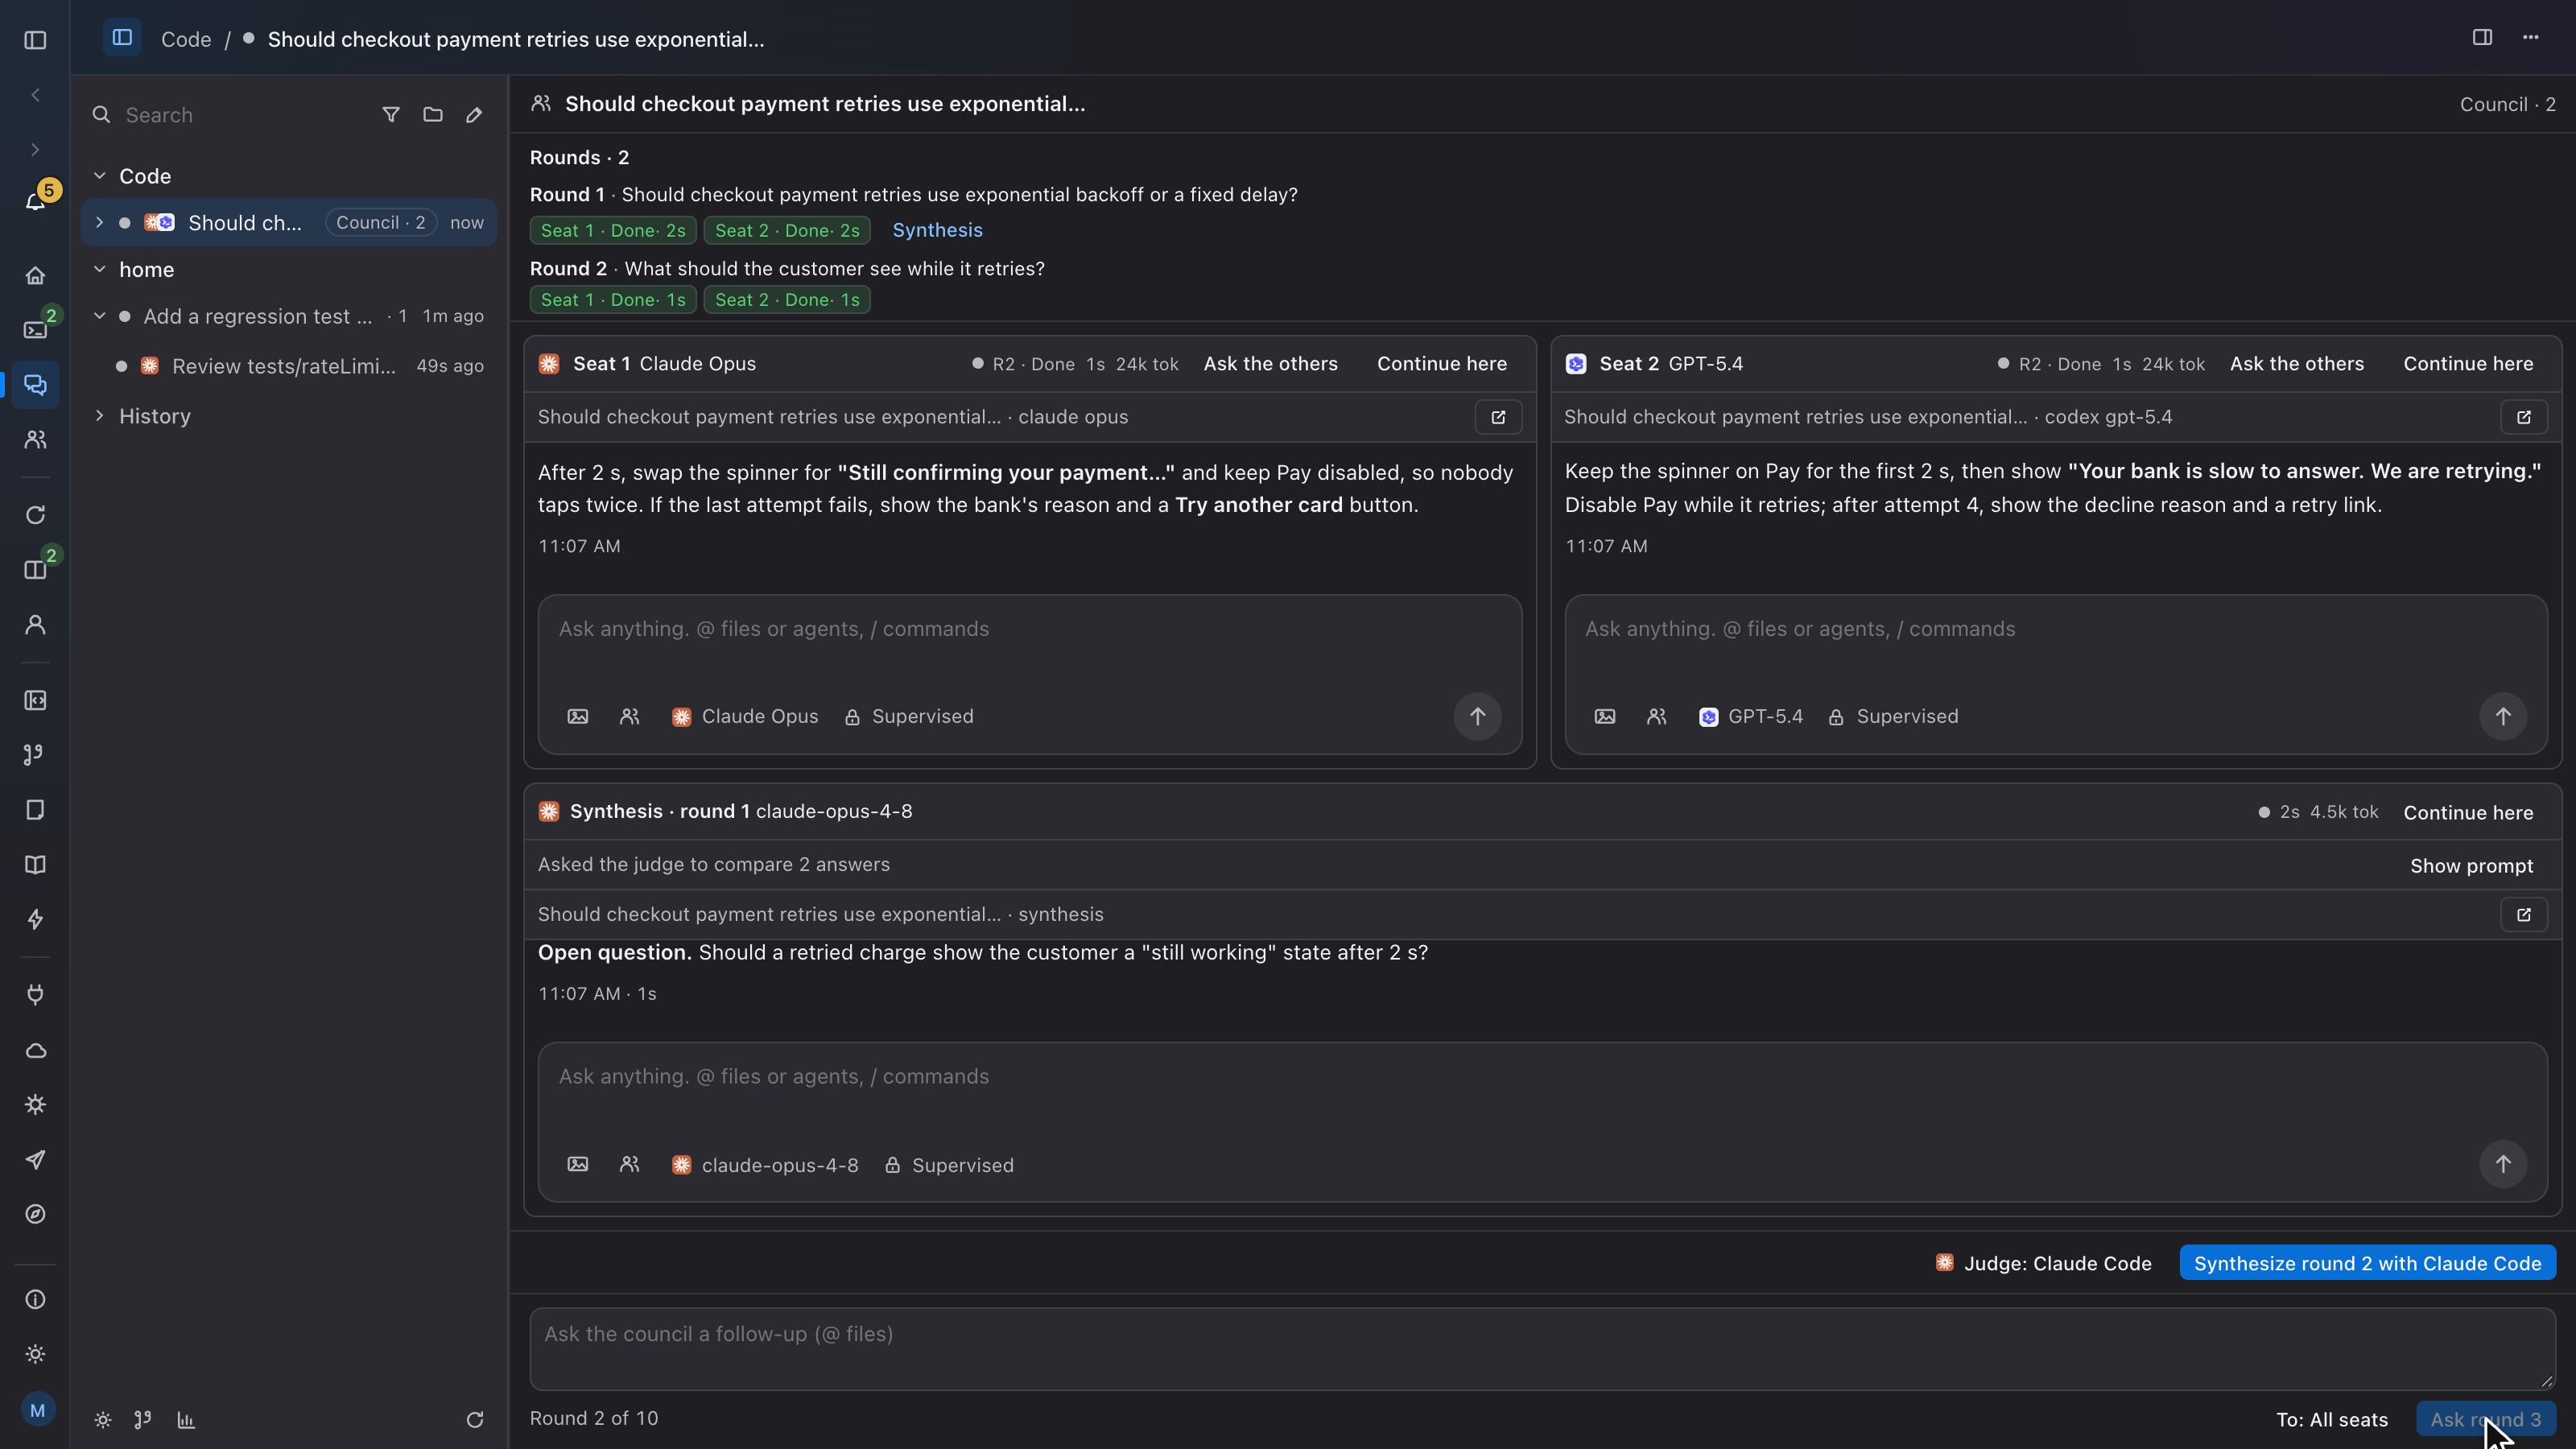 Code / Should checkout payment retries use exponential...
5
2
2
M
Search
Code
Should ch... Council · 2 now
home
Add a regression test ... · 1 1m ago
Review tests/rateLimi... 49s ago
History
Should checkout payment retries use exponential... Council · 2
Rounds · 2
Round 1 · Should checkout payment retries use exponential backoff or a fixed delay?
Seat 1 · Done· 2s Seat 2 · Done· 2s Synthesis
Round 2 · What should the customer see while it retries?
Seat 1 · Done· 1s Seat 2 · Done· 1s
Seat 1 Claude Opus R2 · Done 1s 24k tok Ask the others Continue here
Should checkout payment retries use exponential... · claude opus
After 2 s, swap the spinner for "Still confirming your payment..." and keep Pay disabled, so nobody
taps twice. If the last attempt fails, show the bank's reason and a Try another card button.
11:07 AM
Ask anything. @ files or agents, / commands
Claude Opus Supervised
Seat 2 GPT-5.4 R2 · Done 1s 24k tok Ask the others Continue here
Should checkout payment retries use exponential... · codex gpt-5.4
Keep the spinner on Pay for the first 2 s, then show "Your bank is slow to answer. We are retrying."
Disable Pay while it retries; after attempt 4, show the decline reason and a retry link.
11:07 AM
Ask anything. @ files or agents, / commands
GPT-5.4 Supervised
Synthesis · round 1 claude-opus-4-8 2s 4.5k tok Continue here
Asked the judge to compare 2 answers Show prompt
Should checkout payment retries use exponential... · synthesis
Open question. Should a retried charge show the customer a "still working" state after 2 s?
11:07 AM · 1s
Ask anything. @ files or agents, / commands
claude-opus-4-8 Supervised
Judge: Claude Code Synthesize round 2 with Claude Code
Ask the council a follow-up (@ files)
Round 2 of 10 To: All seats Ask round 3